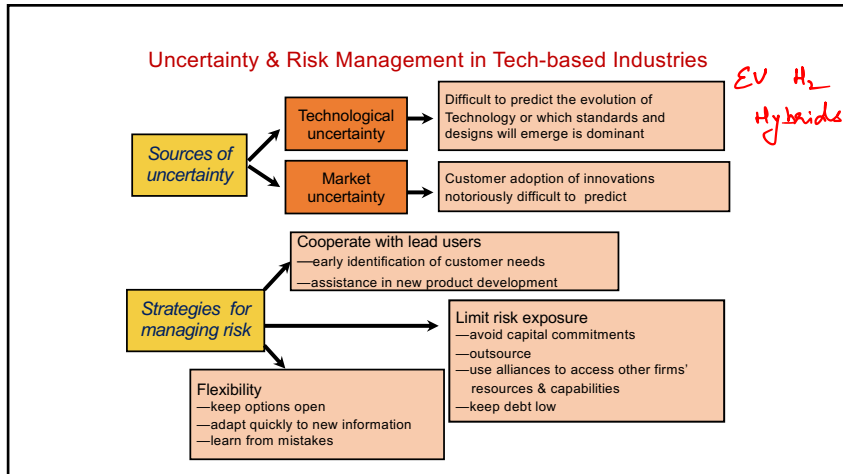 Uncertainty & Risk Management in Tech-based Industries
EV H₂
Hybrids
Sources of
uncertainty
Technological
uncertainty
Difficult to predict the evolution of
Technology or which standards and
designs will emerge is dominant
Market
uncertainty
Customer adoption of innovations
notoriously difficult to predict
Strategies for
managing risk
Cooperate with lead users
—early identification of customer needs
—assistance in new product development
Limit risk exposure
—avoid capital commitments
—outsource
—use alliances to access other firms’
resources & capabilities
—keep debt low
Flexibility
—keep options open
—adapt quickly to new information
—learn from mistakes